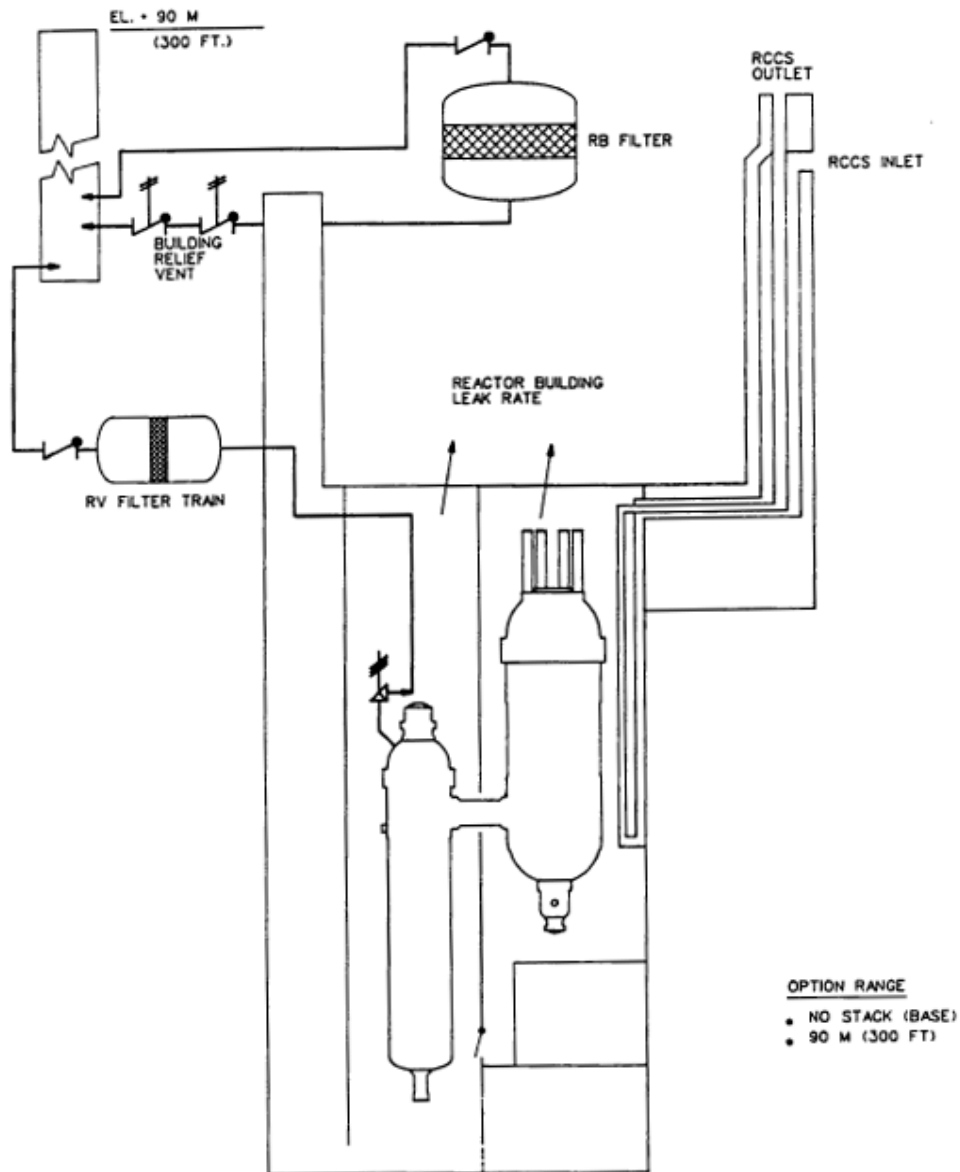 EL. + 90 M
(300 FT.)
RCCS
OUTLET
RB FILTER
RCCS INLET
BUILDING
RELIEF
VENT
REACTOR BUILDING
LEAK RATE
RV FILTER TRAIN
OPTION RANGE
• NO STACK (BASE)
• 90 M (300 FT)